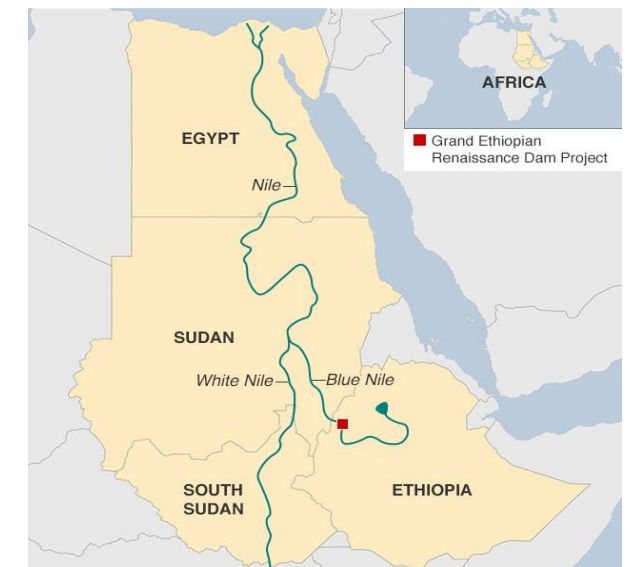 AFRICA
Grand Ethiopian
Renaissance Dam Project
EGYPT
Nile
SUDAN
White Nile
Blue Nile
SOUTH
SUDAN
ETHIOPIA